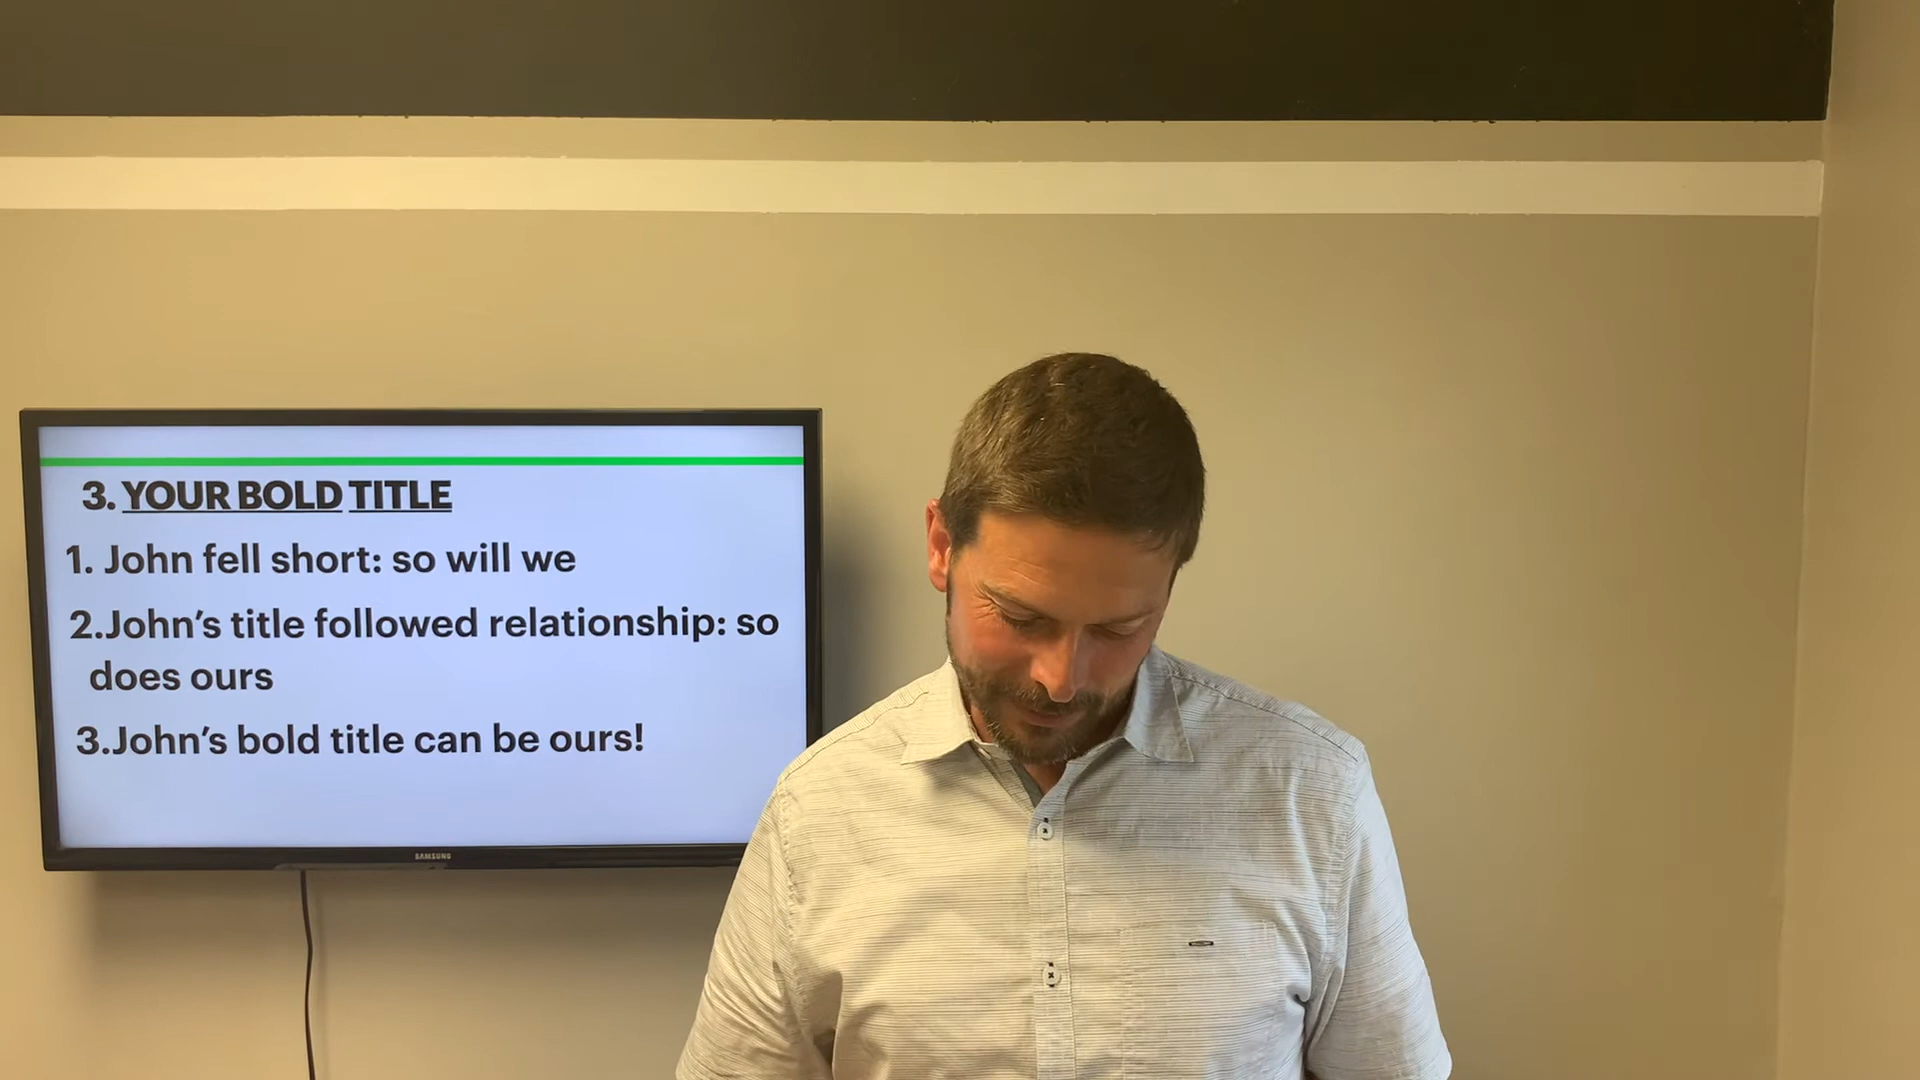 3. YOUR BOLD TITLE
1. John fell short: so will we
2.John's title followed relationship: so
does ours
3.John's bold title can be ours!
SAMSUNG